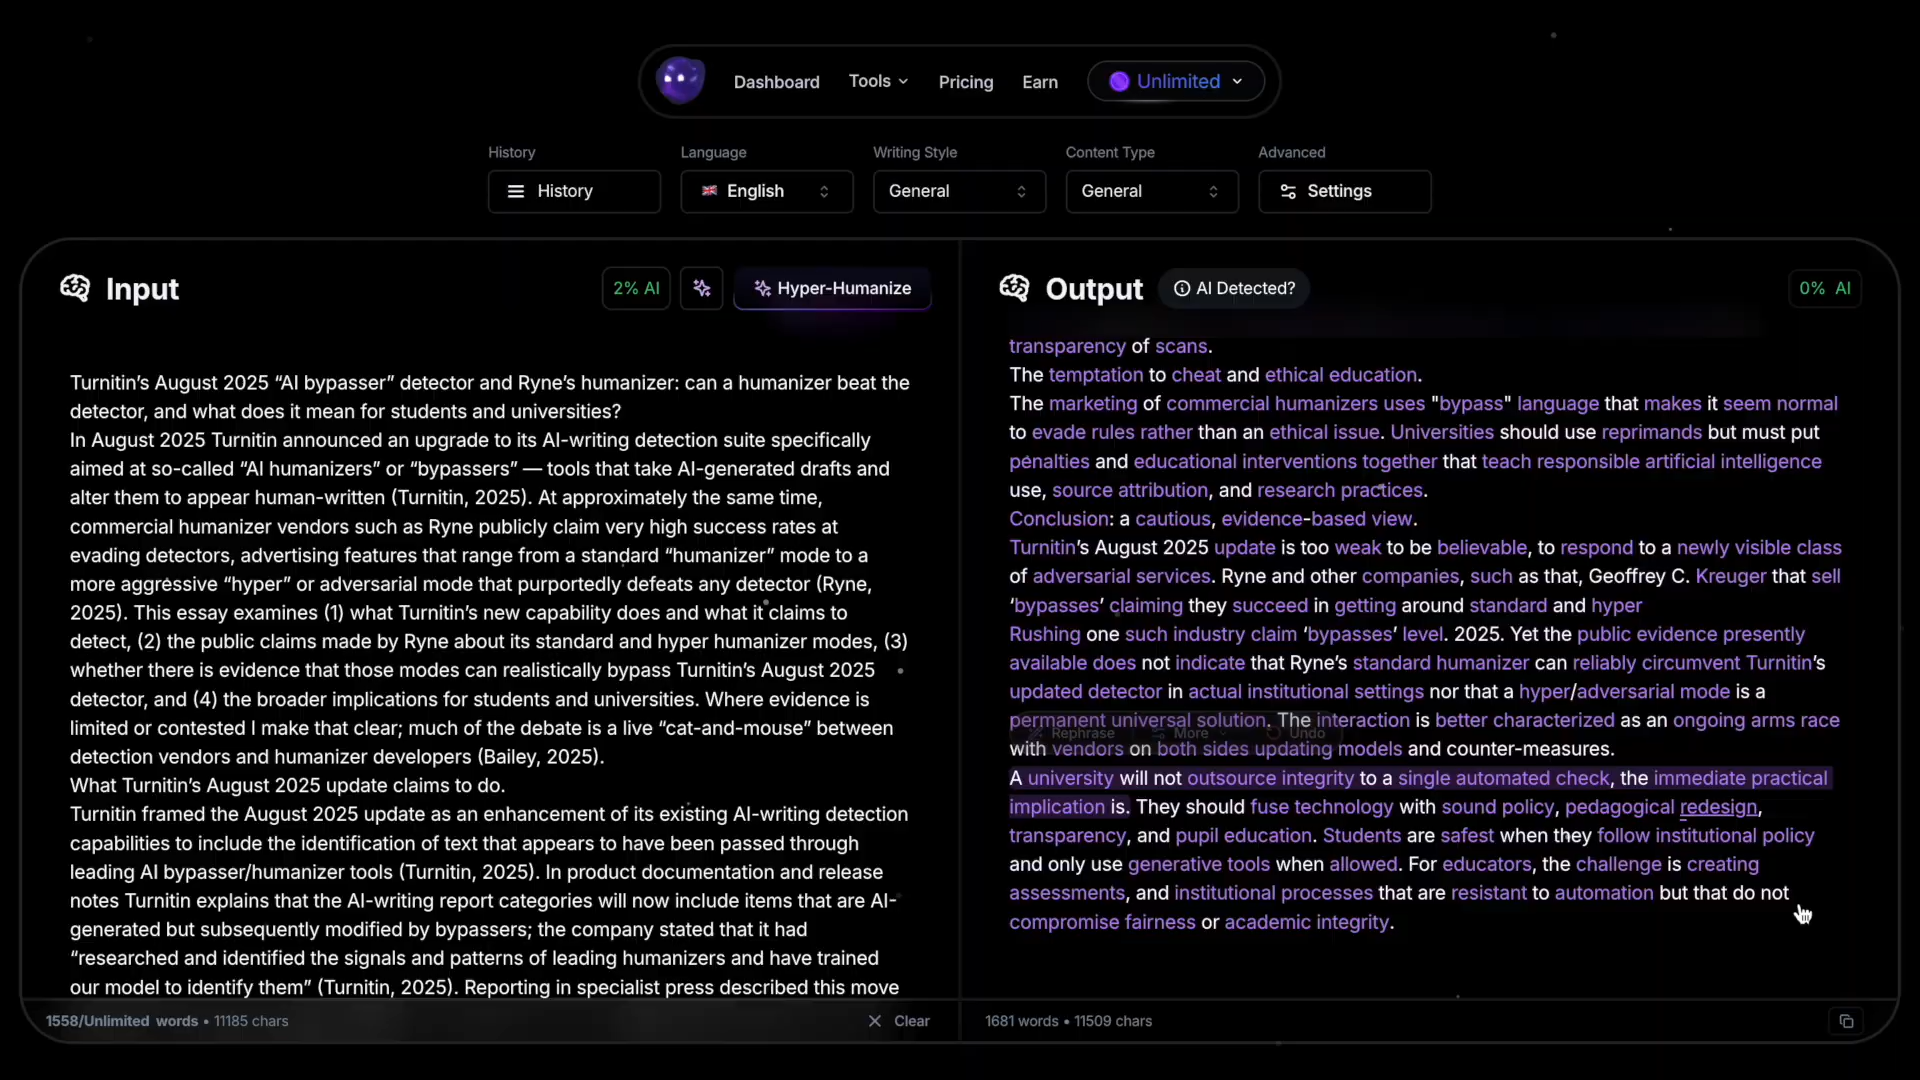 Dashboard
Tools
Pricing
Earn
Unlimited
History
Language
Writing Style
Content Type
Advanced
History
English
General
General
Settings
Input
2% AI
Hyper-Humanize
Turnitin’s August 2025 “AI bypasser” detector and Ryne’s humanizer: can a humanizer beat the
detector, and what does it mean for students and universities?
In August 2025 Turnitin announced an upgrade to its AI-writing detection suite specifically
aimed at so-called “AI humanizers” or “bypassers” — tools that take AI-generated drafts and
alter them to appear human-written (Turnitin, 2025). At approximately the same time,
commercial humanizer vendors such as Ryne publicly claim very high success rates at
evading detectors, advertising features that range from a standard “humanizer” mode to a
more aggressive “hyper” or adversarial mode that purportedly defeats any detector (Ryne,
2025). This essay examines (1) what Turnitin’s new capability does and what it claims to
detect, (2) the public claims made by Ryne about its standard and hyper humanizer modes, (3)
whether there is evidence that those modes can realistically bypass Turnitin’s August 2025
detector, and (4) the broader implications for students and universities. Where evidence is
limited or contested I make that clear; much of the debate is a live “cat-and-mouse” between
detection vendors and humanizer developers (Bailey, 2025).
What Turnitin’s August 2025 update claims to do.
Turnitin framed the August 2025 update as an enhancement of its existing AI-writing detection
capabilities to include the identification of text that appears to have been passed through
leading AI bypasser/humanizer tools (Turnitin, 2025). In product documentation and release
notes Turnitin explains that the AI-writing report categories will now include items that are AI-
generated but subsequently modified by bypassers; the company stated that it had
“researched and identified the signals and patterns of leading humanizers and have trained
our model to identify them” (Turnitin, 2025). Reporting in specialist press described this move
1558/Unlimited words • 11185 chars
Clear
Output
AI Detected?
0% AI
transparency of scans.
The temptation to cheat and ethical education.
The marketing of commercial humanizers uses "bypass" language that makes it seem normal
to evade rules rather than an ethical issue. Universities should use reprimands but must put
penalties and educational interventions together that teach responsible artificial intelligence
use, source attribution, and research practices.
Conclusion: a cautious, evidence-based view.
Turnitin’s August 2025 update is too weak to be believable, to respond to a newly visible class
of adversarial services. Ryne and other companies, such as that, Geoffrey C. Kreuger that sell
‘bypasses’ claiming they succeed in getting around standard and hyper
Rushing one such industry claim ‘bypasses’ level. 2025. Yet the public evidence presently
available does not indicate that Ryne’s standard humanizer can reliably circumvent Turnitin’s
updated detector in actual institutional settings nor that a hyper/adversarial mode is a
permanent universal solution. The interaction is better characterized as an ongoing arms race
Rephrase
More
Undo
with vendors on both sides updating models and counter-measures.
A university will not outsource integrity to a single automated check, the immediate practical
implication is. They should fuse technology with sound policy, pedagogical redesign,
transparency, and pupil education. Students are safest when they follow institutional policy
and only use generative tools when allowed. For educators, the challenge is creating
assessments, and institutional processes that are resistant to automation but that do not
compromise fairness or academic integrity.
1681 words • 11509 chars